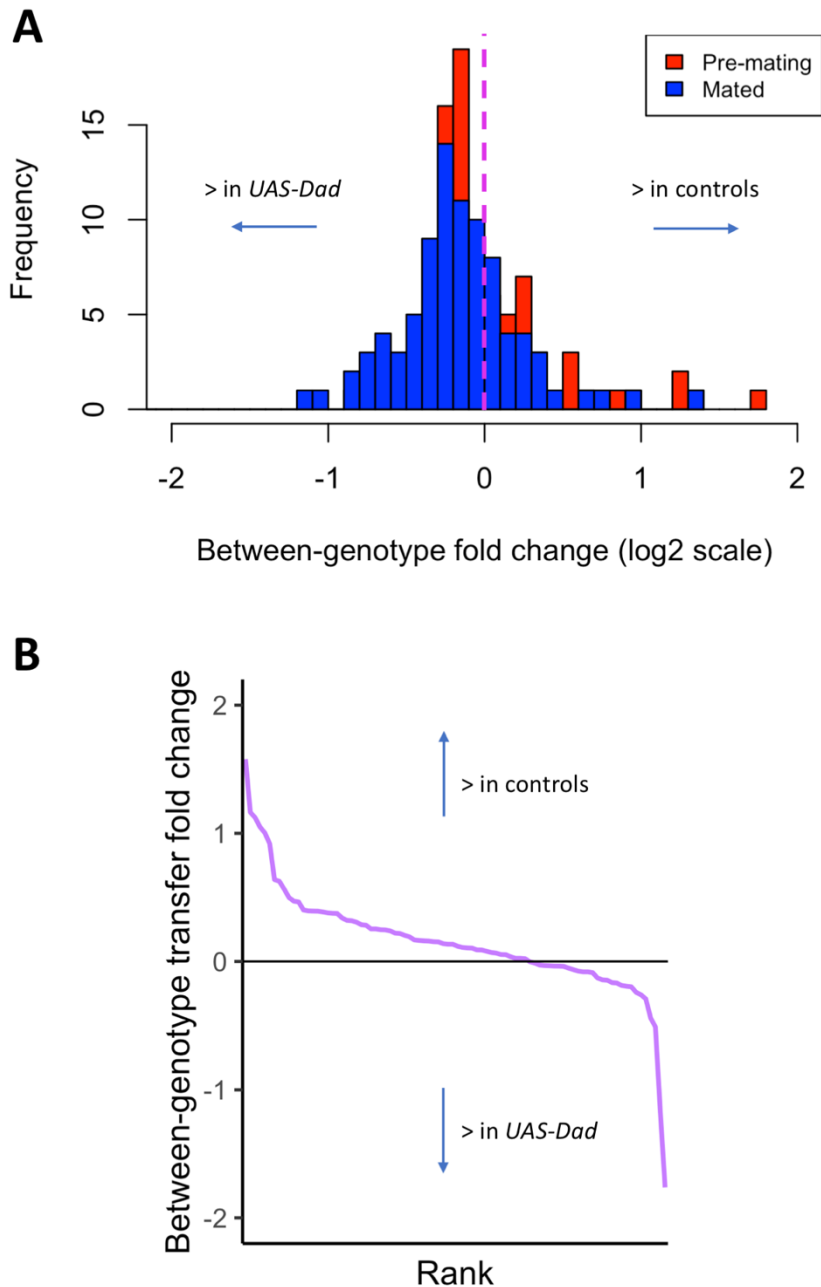 A
Pre-mating
Mated
15
10
5
0
Frequency
> in UAS-Dad
> in controls
-2
-1
0
1
2
Between-genotype fold change (log2 scale)
B
Between-genotype transfer fold change
2
1
0
-1
-2
> in controls
> in UAS-Dad
Rank